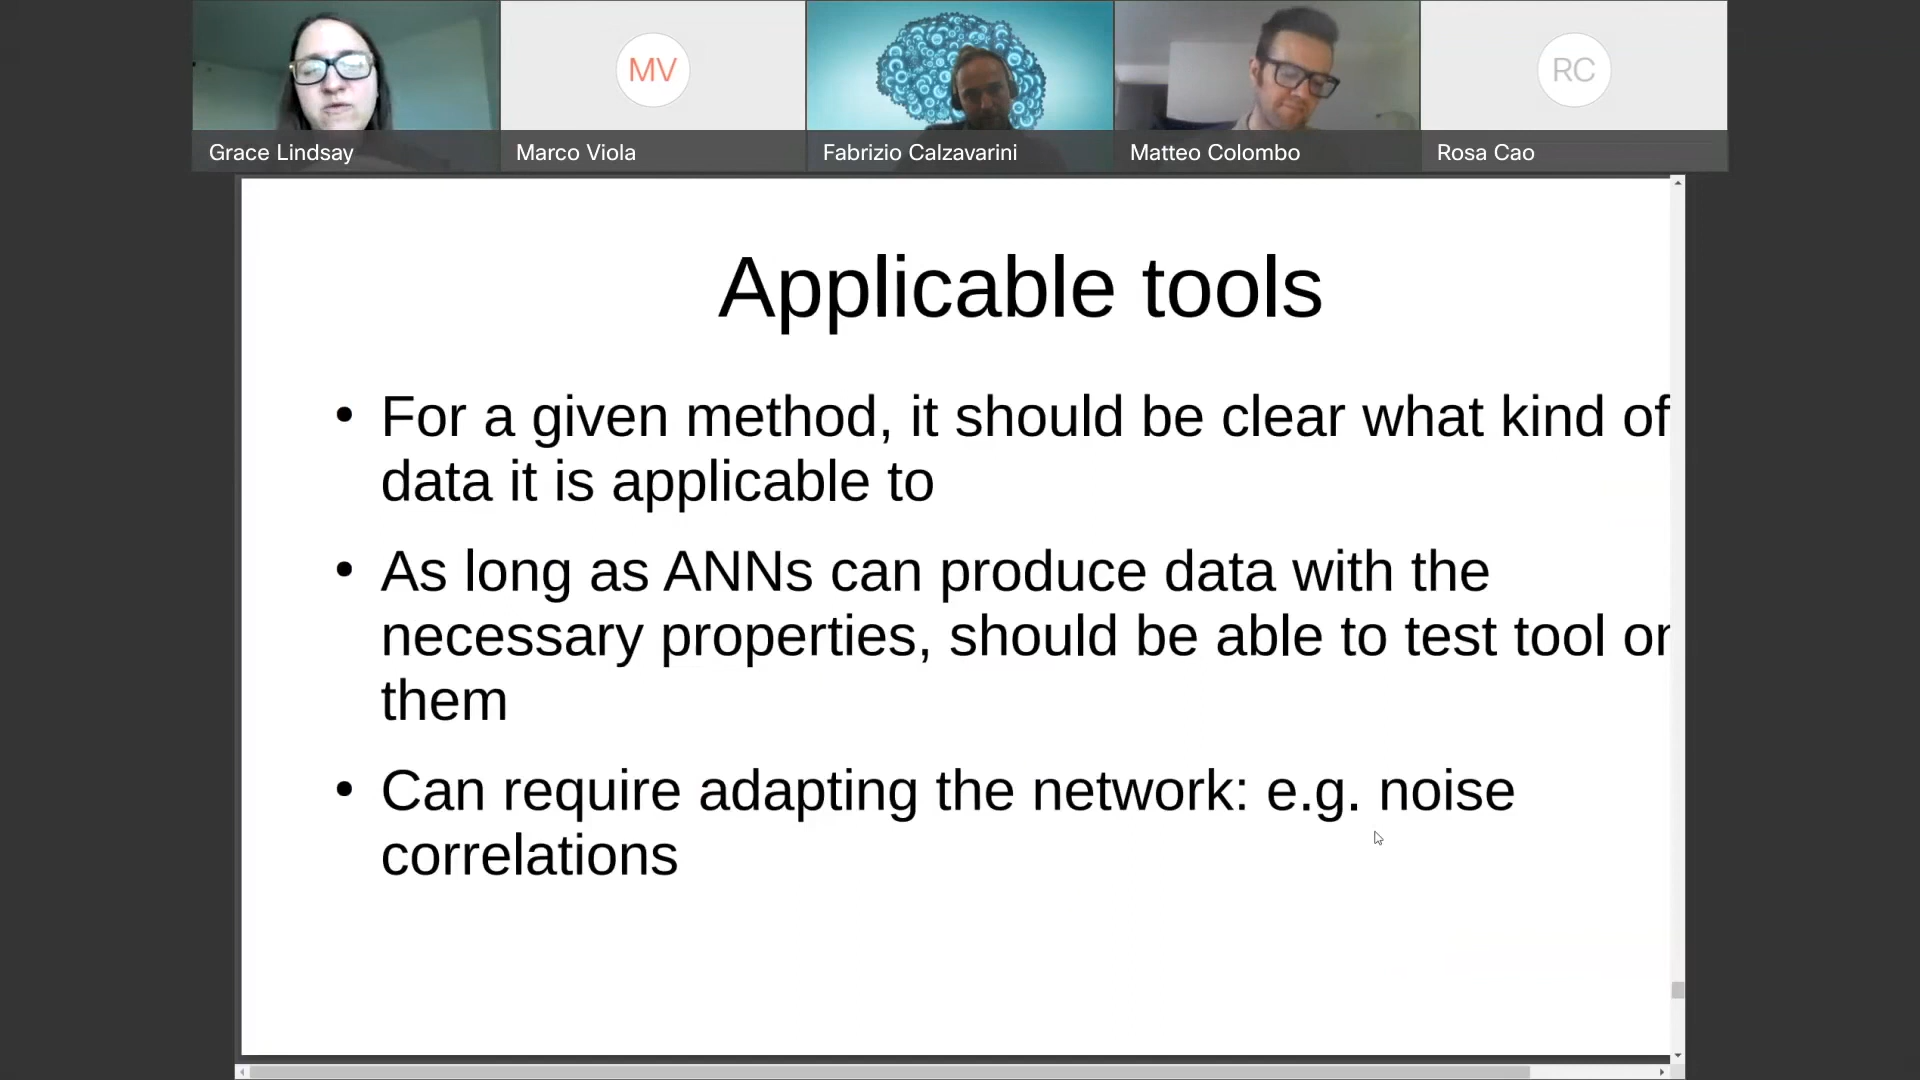 MV
RC
Grace Lindsay
Marco Viola
Fabrizio Calzavarini
Matteo Colombo
Rosa Cao
Applicable tools
• For a given method, it should be clear what kind of
data it is applicable to
• As long as ANNs can produce data with the
necessary properties, should be able to test tool
them
• Can require adapting the network: e.g. noise
correlations